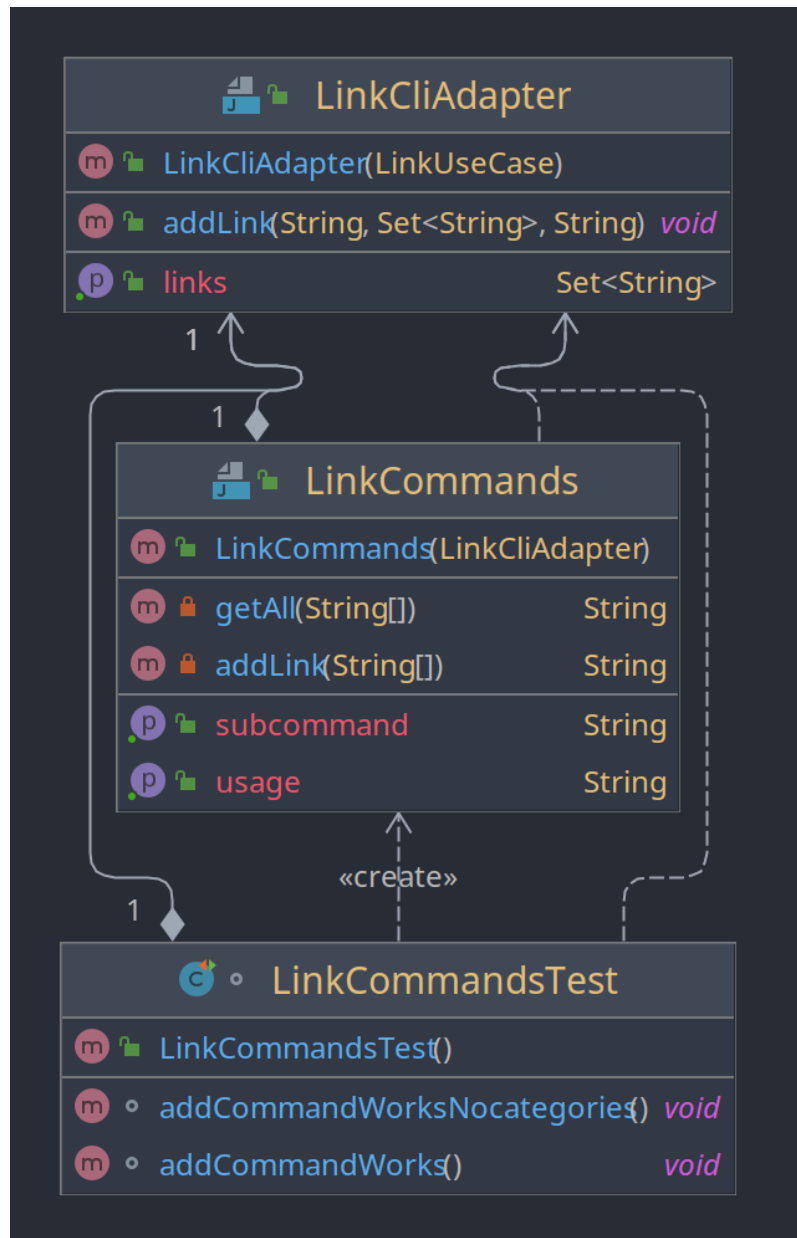 LinkCliAdapter
LinkCliAdapter(LinkUseCase)
addLink(String, Set<String>, String) void
links Set<String>
1
1
LinkCommands
LinkCommands(LinkCliAdapter)
getAll(String[]) String
addLink(String[]) String
subcommand String
usage String
«create»
1
LinkCommandsTest
LinkCommandsTest()
addCommandWorksNocategories() void
addCommandWorks() void